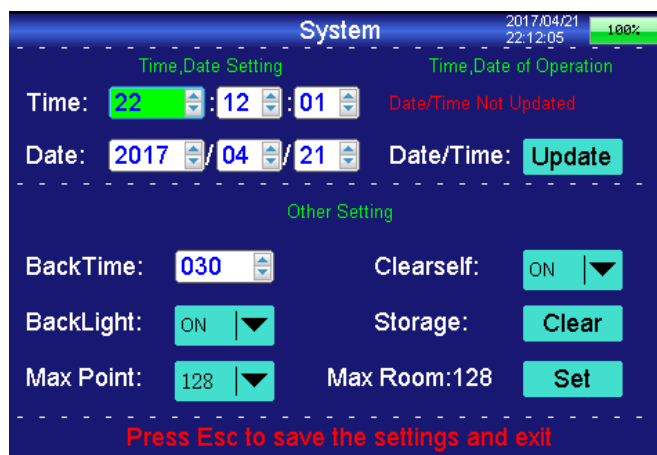 System 2017/04/21 100%
22:12:05
Time,Date Setting Time,Date of Operation
Time: 22 : 12 : 01 Date/Time Not Updated
Date: 2017 / 04 / 21 Date/Time: Update
Other Setting
BackTime: 030 Clearself: ON
BackLight: ON Storage: Clear
Max Point: 128 Max Room:128 Set
Press Esc to save the settings and exit